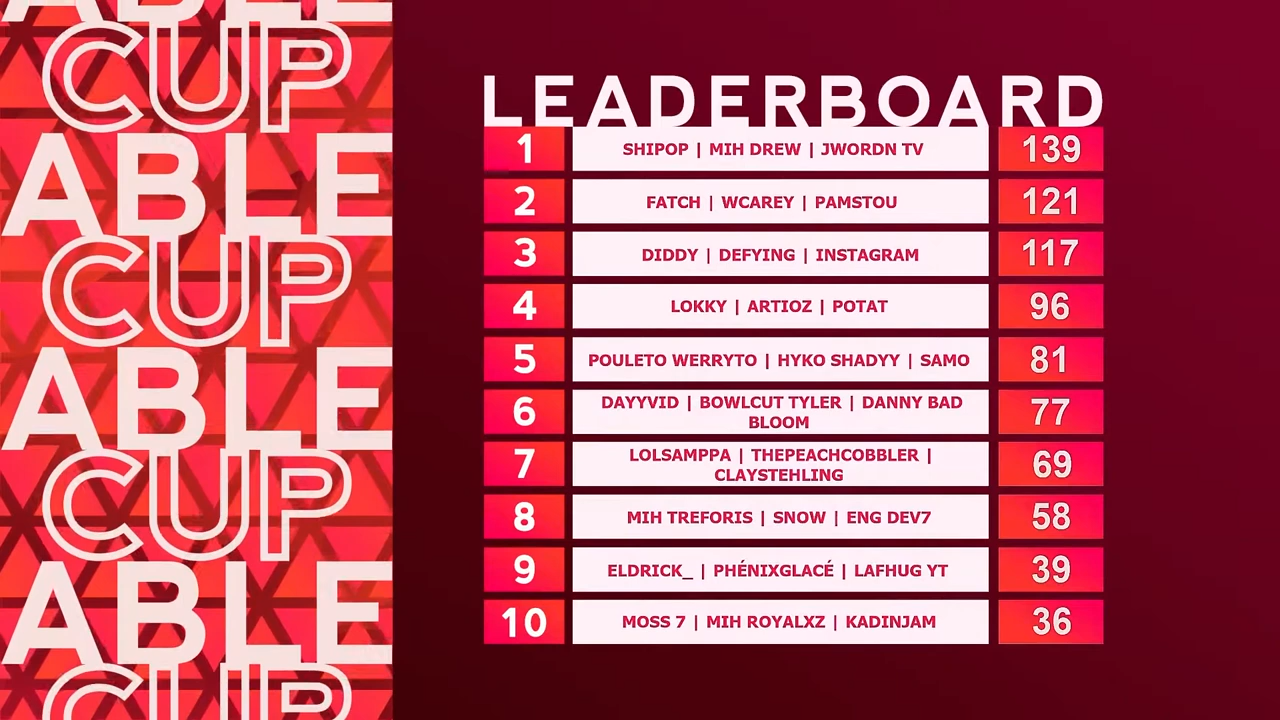 ABLE
CUP
ABLE
CUP
ABLE
CUP
ABLE
CUP
LEADERBOARD
1 SHIPOP | MIH DREW | JWORDN TV 139
2 FATCH | WCAREY | PAMSTOU 121
3 DIDDY | DEFYING | INSTAGRAM 117
4 LOKKY | ARTIOZ | POTAT 96
5 POULETO WERRYTO | HYKO SHADYY | SAMO 81
6 DAYYVID | BOWLCUT TYLER | DANNY BAD
BLOOM 77
7 LOLSAMPPA | THEPEACHCOBBLER |
CLAYSTEHLING 69
8 MIH TREFORIS | SNOW | ENG DEV7 58
9 ELDRICK_ | PHÉNIXGLACÉ | LAFHUG YT 39
10 MOSS 7 | MIH ROYALXZ | KADINJAM 36